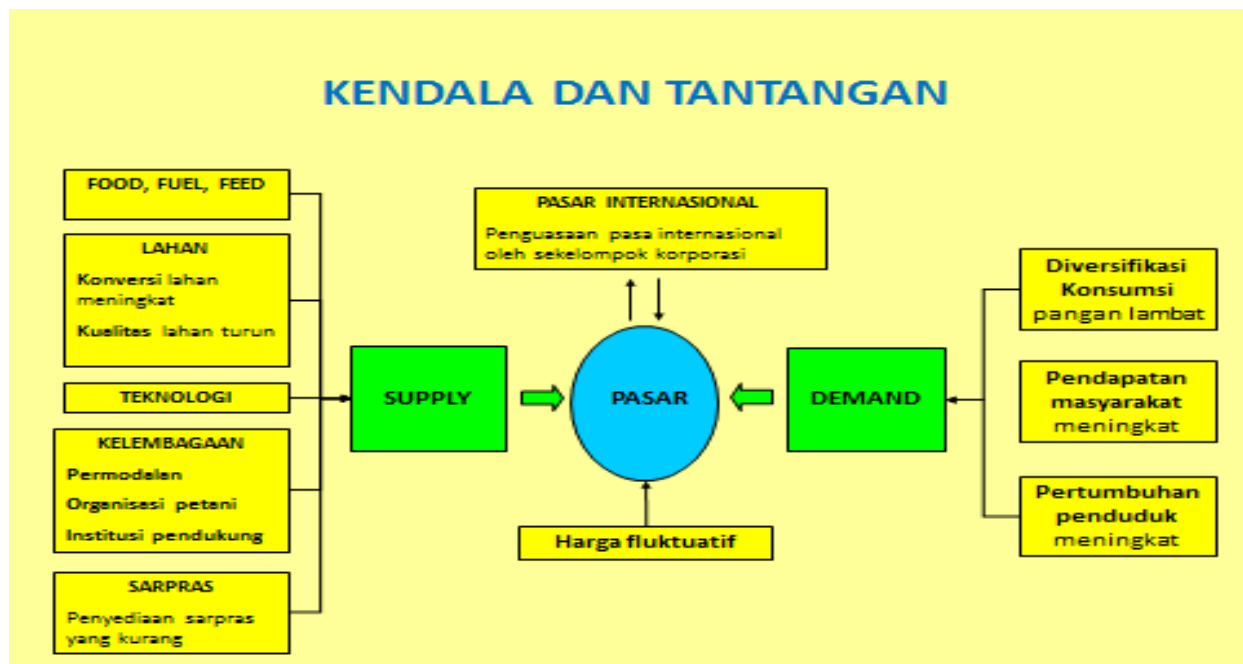 KENDALA DAN TANTANGAN
FOOD, FUEL, FEED
LAHAN
Konversi lahan
meningkat
Kualitas lahan turun
TEKNOLOGI
KELEMBAGAAN
Permodalan
Organisasi petani
Institusi pendukung
SARPRAS
Penyediaan sarpras
yang kurang
SUPPLY
PASAR INTERNASIONAL
Penguasaan pasa internasional
oleh sekelompok korporasi
PASAR
Harga fluktuatif
DEMAND
Diversifikasi
Konsumsi
pangan lambat
Pendapatan
masyarakat
meningkat
Pertumbuhan
penduduk
meningkat